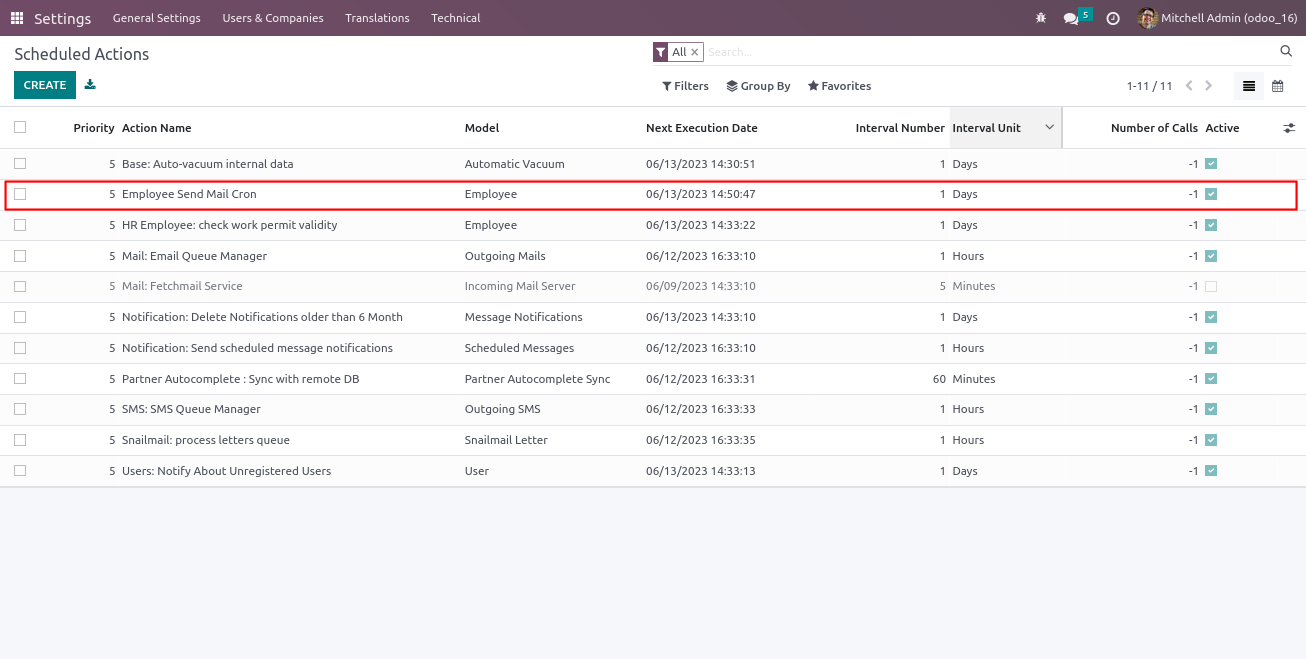 Settings General Settings Users & Companies Translations Technical 5 Mitchell Admin (odoo_16)
Scheduled Actions All × Search...
CREATE Filters Group By Favorites 1-11 / 11
Priority Action Name Model Next Execution Date Interval Number Interval Unit Number of Calls Active
5 Base: Auto-vacuum internal data Automatic Vacuum 06/13/2023 14:30:51 1 Days -1
5 Employee Send Mail Cron Employee 06/13/2023 14:50:47 1 Days -1
5 HR Employee: check work permit validity Employee 06/13/2023 14:33:22 1 Days -1
5 Mail: Email Queue Manager Outgoing Mails 06/12/2023 16:33:10 1 Hours -1
5 Mail: Fetchmail Service Incoming Mail Server 06/09/2023 14:33:10 5 Minutes -1
5 Notification: Delete Notifications older than 6 Month Message Notifications 06/13/2023 14:33:10 1 Days -1
5 Notification: Send scheduled message notifications Scheduled Messages 06/12/2023 16:33:10 1 Hours -1
5 Partner Autocomplete : Sync with remote DB Partner Autocomplete Sync 06/12/2023 16:33:31 60 Minutes -1
5 SMS: SMS Queue Manager Outgoing SMS 06/12/2023 16:33:33 1 Hours -1
5 Snailmail: process letters queue Snailmail Letter 06/12/2023 16:33:35 1 Hours -1
5 Users: Notify About Unregistered Users User 06/13/2023 14:33:13 1 Days -1